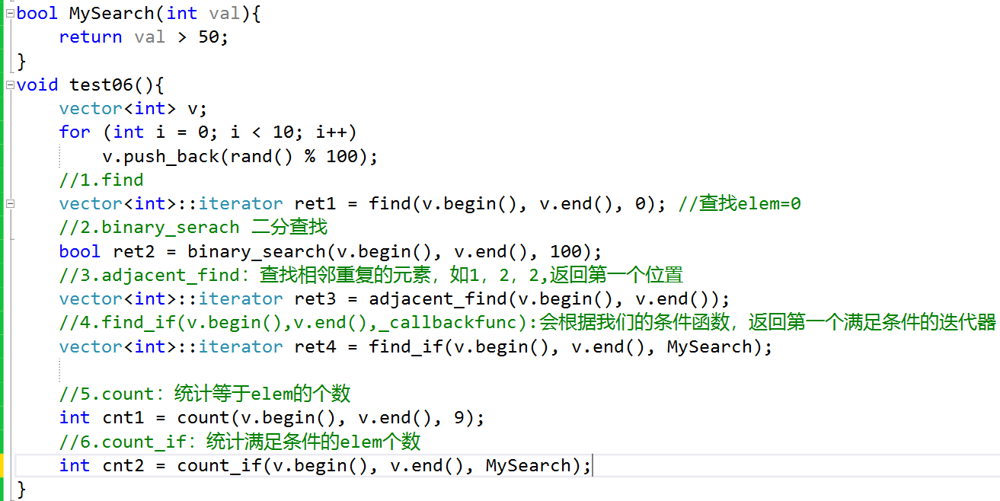 bool MySearch(int val){
    return val > 50;
}
void test06(){
    vector<int> v;
    for (int i = 0; i < 10; i++)
        v.push_back(rand() % 100);
    //1.find
    vector<int>::iterator ret1 = find(v.begin(), v.end(), 0); //查找elem=0
    //2.binary_serach 二分查找
    bool ret2 = binary_search(v.begin(), v.end(), 100);
    //3.adjacent_find：查找相邻重复的元素，如1，2，2,返回第一个位置
    vector<int>::iterator ret3 = adjacent_find(v.begin(), v.end());
    //4.find_if(v.begin(),v.end(),_callbackfunc):会根据我们的条件函数，返回第一个满足条件的迭代器
    vector<int>::iterator ret4 = find_if(v.begin(), v.end(), MySearch);
    //5.count：统计等于elem的个数
    int cnt1 = count(v.begin(), v.end(), 9);
    //6.count_if：统计满足条件的elem个数
    int cnt2 = count_if(v.begin(), v.end(), MySearch);
}